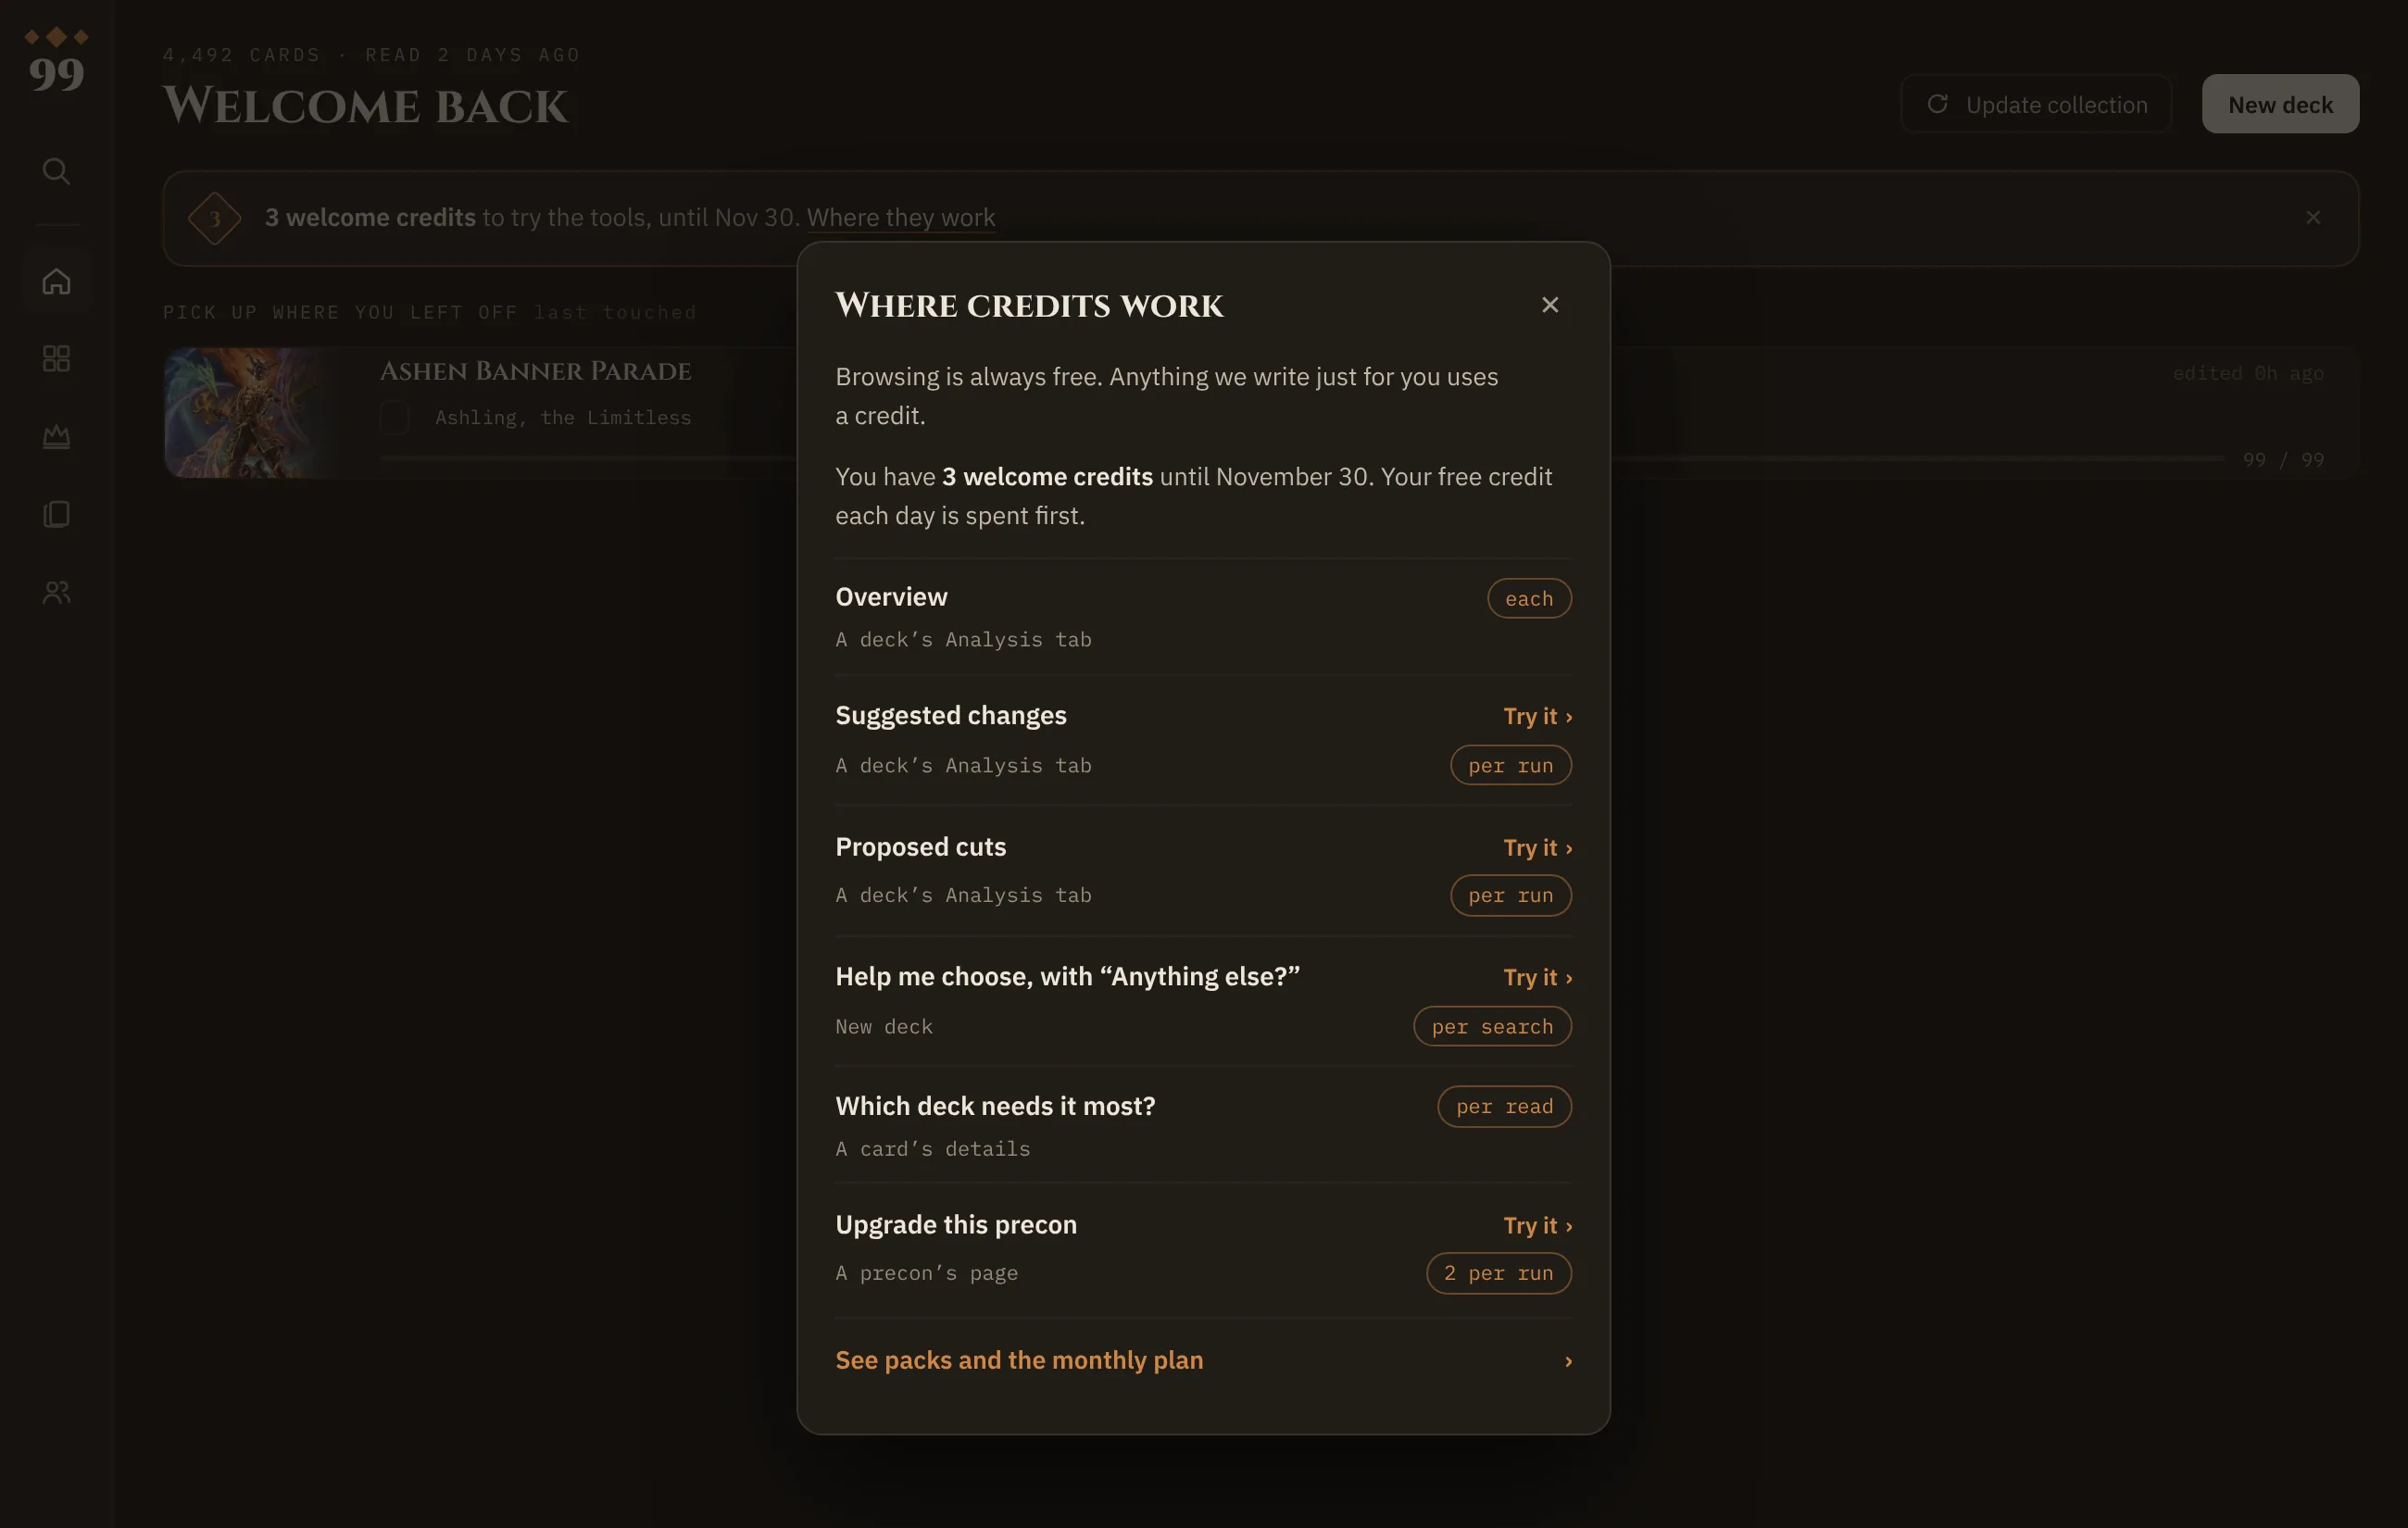 99
4,492 CARDS · READ 2 DAYS AGO
Welcome back
Update collection
New deck
3
3 welcome credits to try the tools, until Nov 30. Where they work
PICK UP WHERE YOU LEFT OFF last touched
Ashen Banner Parade
Ashling, the Limitless
edited 0h ago
99 / 99
Where credits work
Browsing is always free. Anything we write just for you uses
a credit.
You have 3 welcome credits until November 30. Your free credit
each day is spent first.
Overview
each
A deck’s Analysis tab
Suggested changes
Try it ›
A deck’s Analysis tab
per run
Proposed cuts
Try it ›
A deck’s Analysis tab
per run
Help me choose, with “Anything else?”
Try it ›
New deck
per search
Which deck needs it most?
per read
A card’s details
Upgrade this precon
Try it ›
A precon’s page
2 per run
See packs and the monthly plan ›